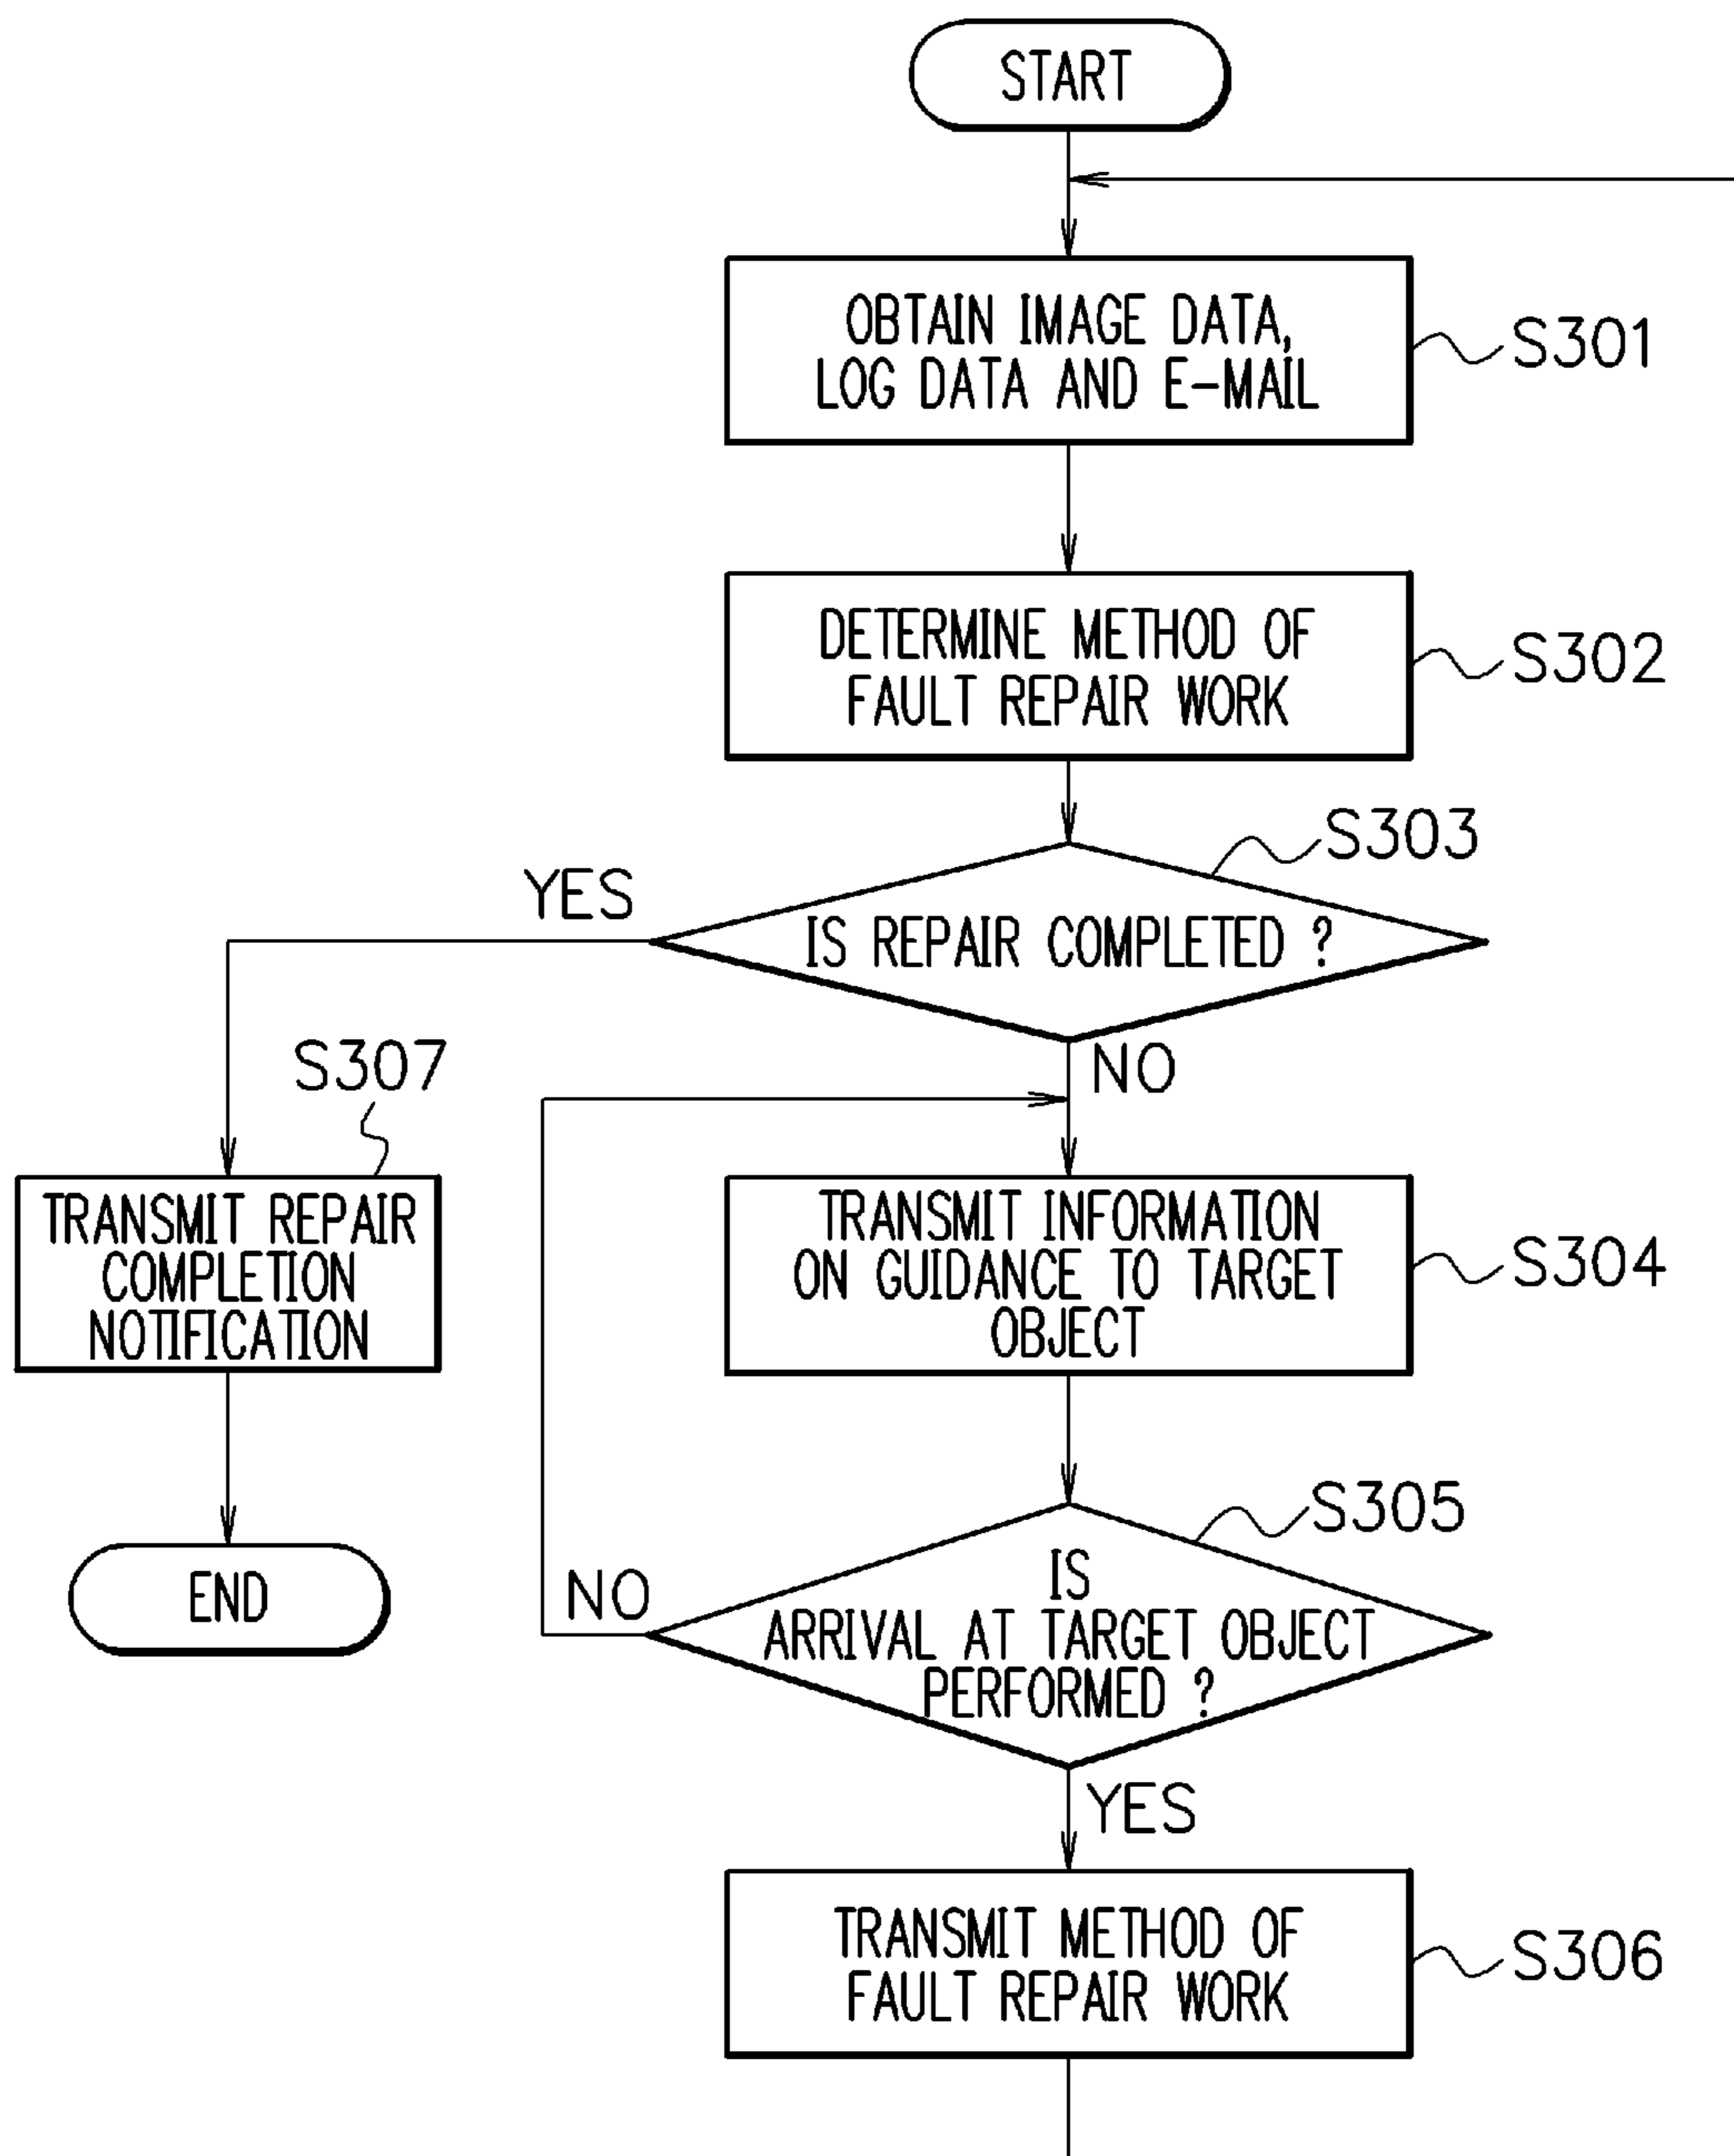 START
OBTAIN IMAGE DATA,
LOG DATA AND E-MAIL
S301
DETERMINE METHOD OF
FAULT REPAIR WORK
S302
S303
YES
IS REPAIR COMPLETED ?
NO
S307
TRANSMIT REPAIR
COMPLETION
NOTIFICATION
TRANSMIT INFORMATION
ON GUIDANCE TO TARGET
OBJECT
S304
S305
END
NO
IS
ARRIVAL AT TARGET OBJECT
PERFORMED ?
YES
TRANSMIT METHOD OF
FAULT REPAIR WORK
S306